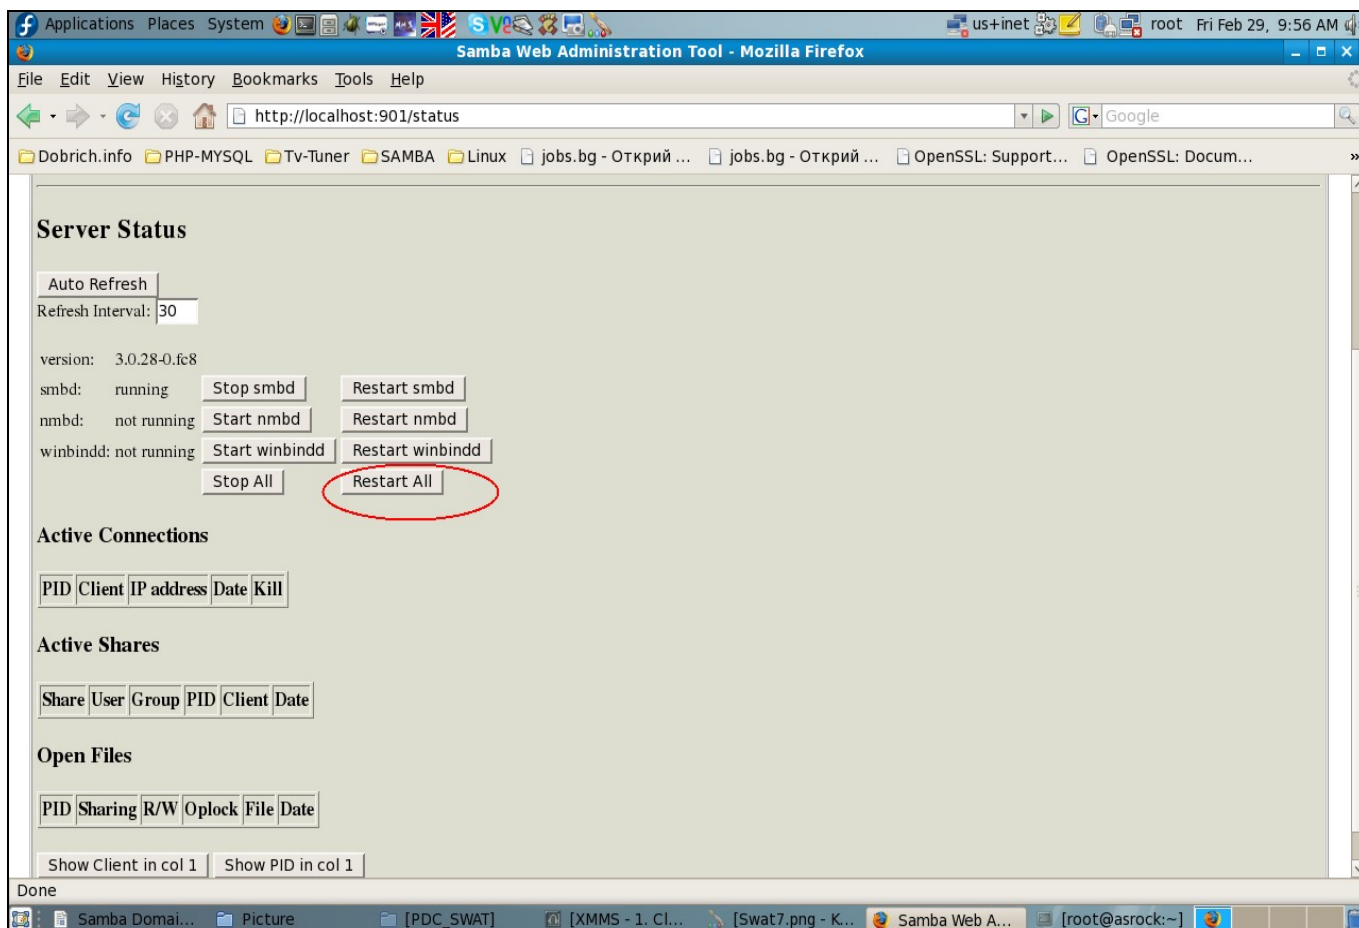 Applications Places System us+inet root Fri Feb 29, 9:56 AM
Samba Web Administration Tool - Mozilla Firefox
File Edit View History Bookmarks Tools Help
http://localhost:901/status G Google
Dobrich.info PHP-MYSQL Tv-Tuner SAMBA Linux jobs.bg - Открий ... jobs.bg - Открий ... OpenSSL: Support... OpenSSL: Docum... »
Server Status
Auto Refresh
Refresh Interval: 30
version: 3.0.28-0.fc8
smbd: running Stop smbd Restart smbd
nmbd: not running Start nmbd Restart nmbd
winbindd: not running Start winbindd Restart winbindd
Stop All Restart All
Active Connections
PID Client IP address Date Kill
Active Shares
Share User Group PID Client Date
Open Files
PID Sharing R/W Oplock File Date
Show Client in col 1 Show PID in col 1
Done
Samba Domai... Picture [PDC_SWAT] [XMMS - 1. Cl... [Swat7.png - K... Samba Web A... [root@asrock:~]